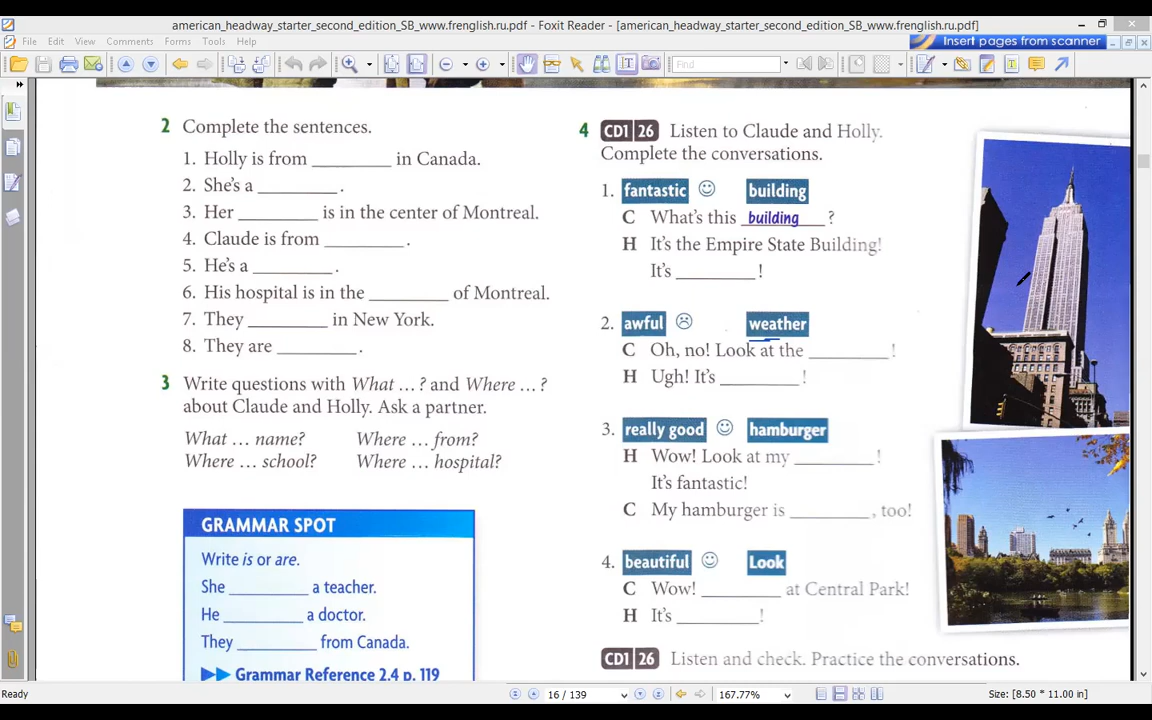 american_headway_starter_second_edition_SB_www.frenglish.ru.pdf - Foxit Reader - [american_headway_starter_second_edition_SB_www.frenglish.ru.pdf]
File Edit View Comments Forms Tools Help
Insert pages from scanner
Find
2 Complete the sentences.
1. Holly is from ________ in Canada.
2. She's a ________ .
3. Her ________ is in the center of Montreal.
4. Claude is from ________ .
5. He's a ________ .
6. His hospital is in the ________ of Montreal.
7. They ________ in New York.
8. They are ________ .
3 Write questions with What … ? and Where … ?
about Claude and Holly. Ask a partner.
What … name? Where … from?
Where … school? Where … hospital?
GRAMMAR SPOT
Write is or are.
She ________ a teacher.
He ________ a doctor.
They ________ from Canada.
Grammar Reference 2.4 p. 119
4 CD1 26 Listen to Claude and Holly.
Complete the conversations.
1. fantastic ☺ building
C What's this building ?
H It's the Empire State Building!
It's ________ !
2. awful ☹ weather
C Oh, no! Look at the ________ !
H Ugh! It's ________ !
3. really good ☺ hamburger
H Wow! Look at my ________ !
It's fantastic!
C My hamburger is ________ , too!
4. beautiful ☺ Look
C Wow! ________ at Central Park!
H It's ________ !
CD1 26 Listen and check. Practice the conversations.
Ready 16 / 139 167.77% Size: [8.50 * 11.00 in]